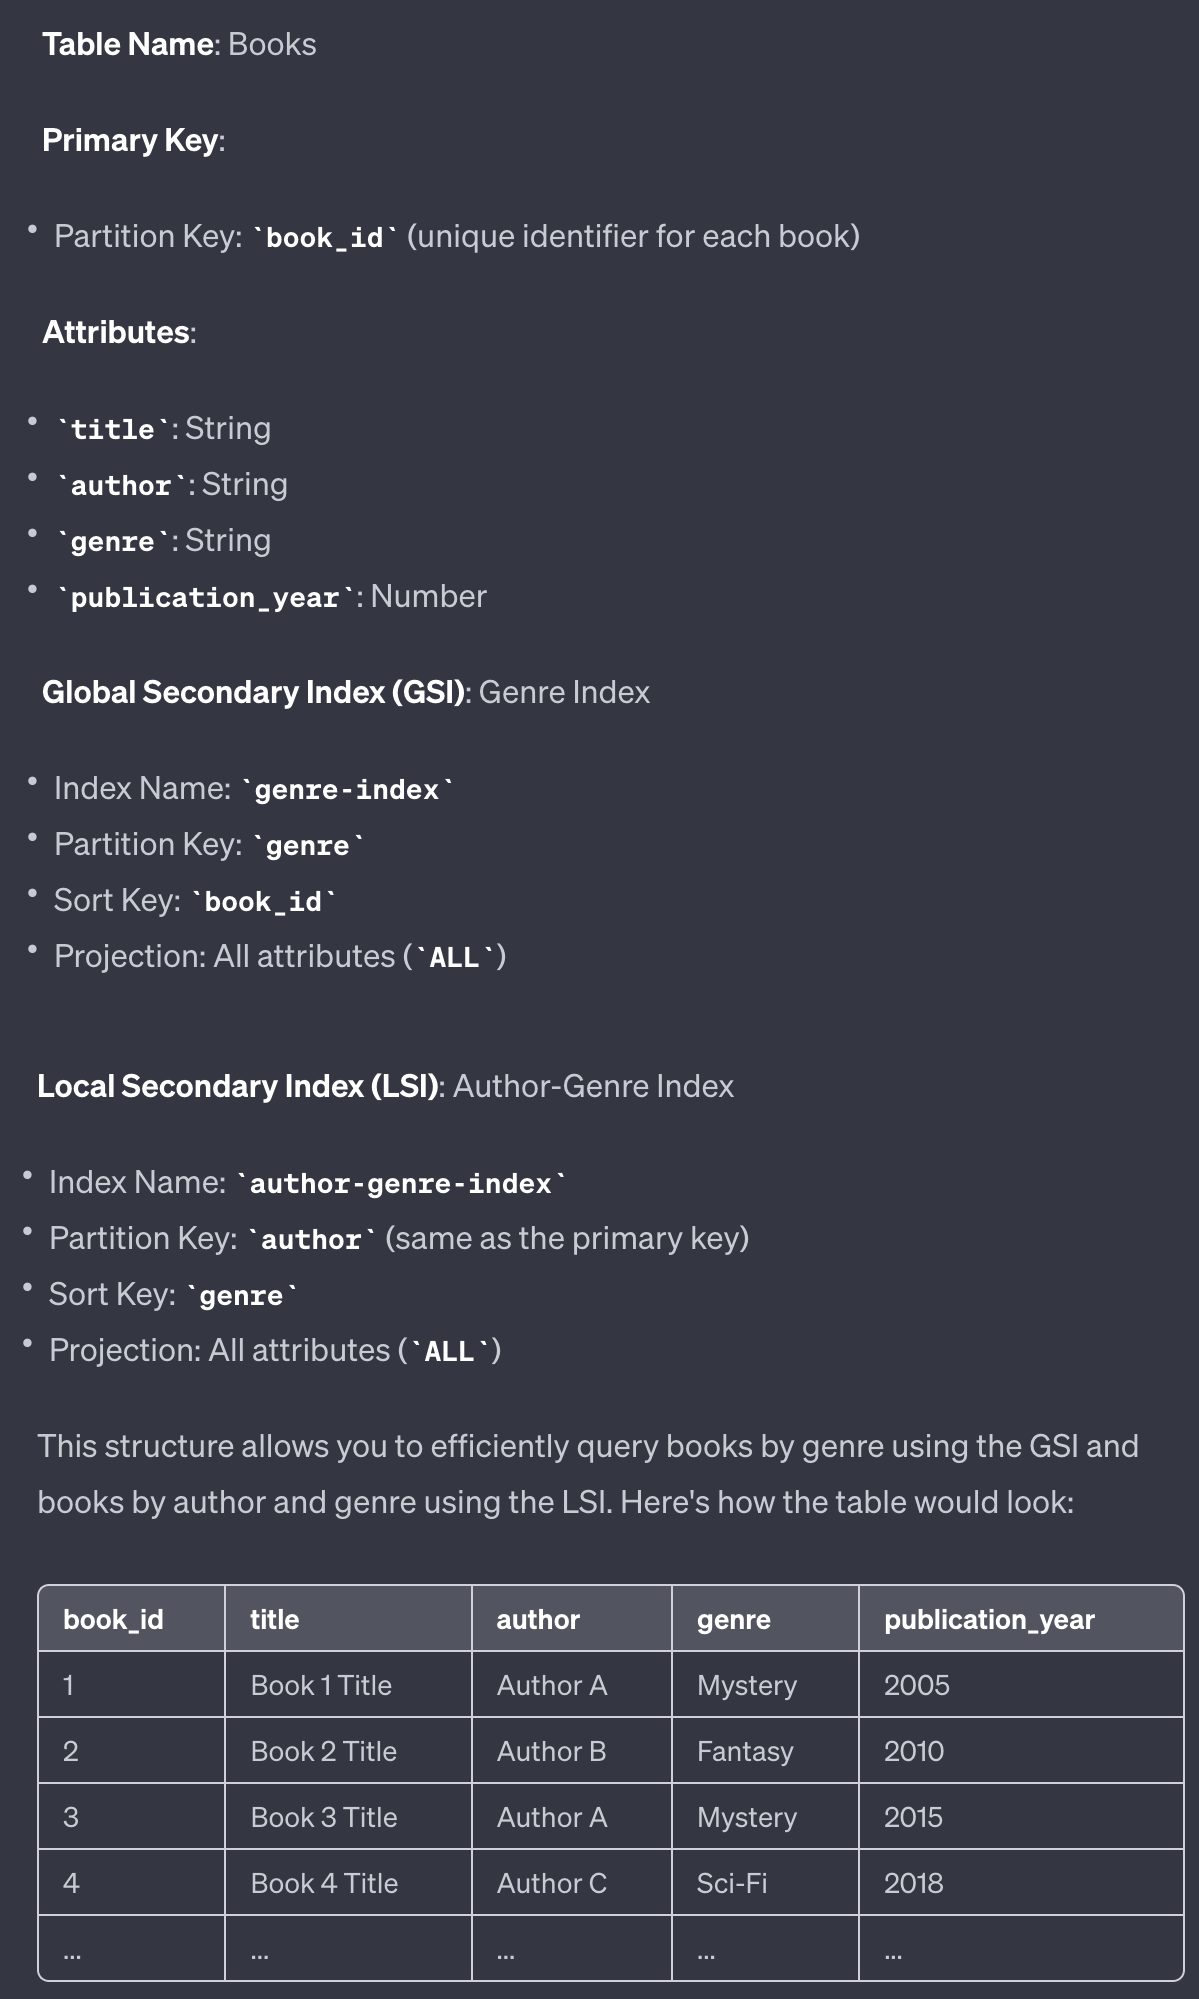 Table Name: Books
Primary Key:
• Partition Key: `book_id` (unique identifier for each book)
Attributes:
• `title`: String
• `author`: String
• `genre`: String
• `publication_year`: Number
Global Secondary Index (GSI): Genre Index
• Index Name: `genre-index`
• Partition Key: `genre`
• Sort Key: `book_id`
• Projection: All attributes (`ALL`)
Local Secondary Index (LSI): Author-Genre Index
• Index Name: `author-genre-index`
• Partition Key: `author` (same as the primary key)
• Sort Key: `genre`
• Projection: All attributes (`ALL`)
This structure allows you to efficiently query books by genre using the GSI and
books by author and genre using the LSI. Here's how the table would look:
book_id title author genre publication_year
1 Book 1 Title Author A Mystery 2005
2 Book 2 Title Author B Fantasy 2010
3 Book 3 Title Author A Mystery 2015
4 Book 4 Title Author C Sci-Fi 2018
... ... ... ... ...